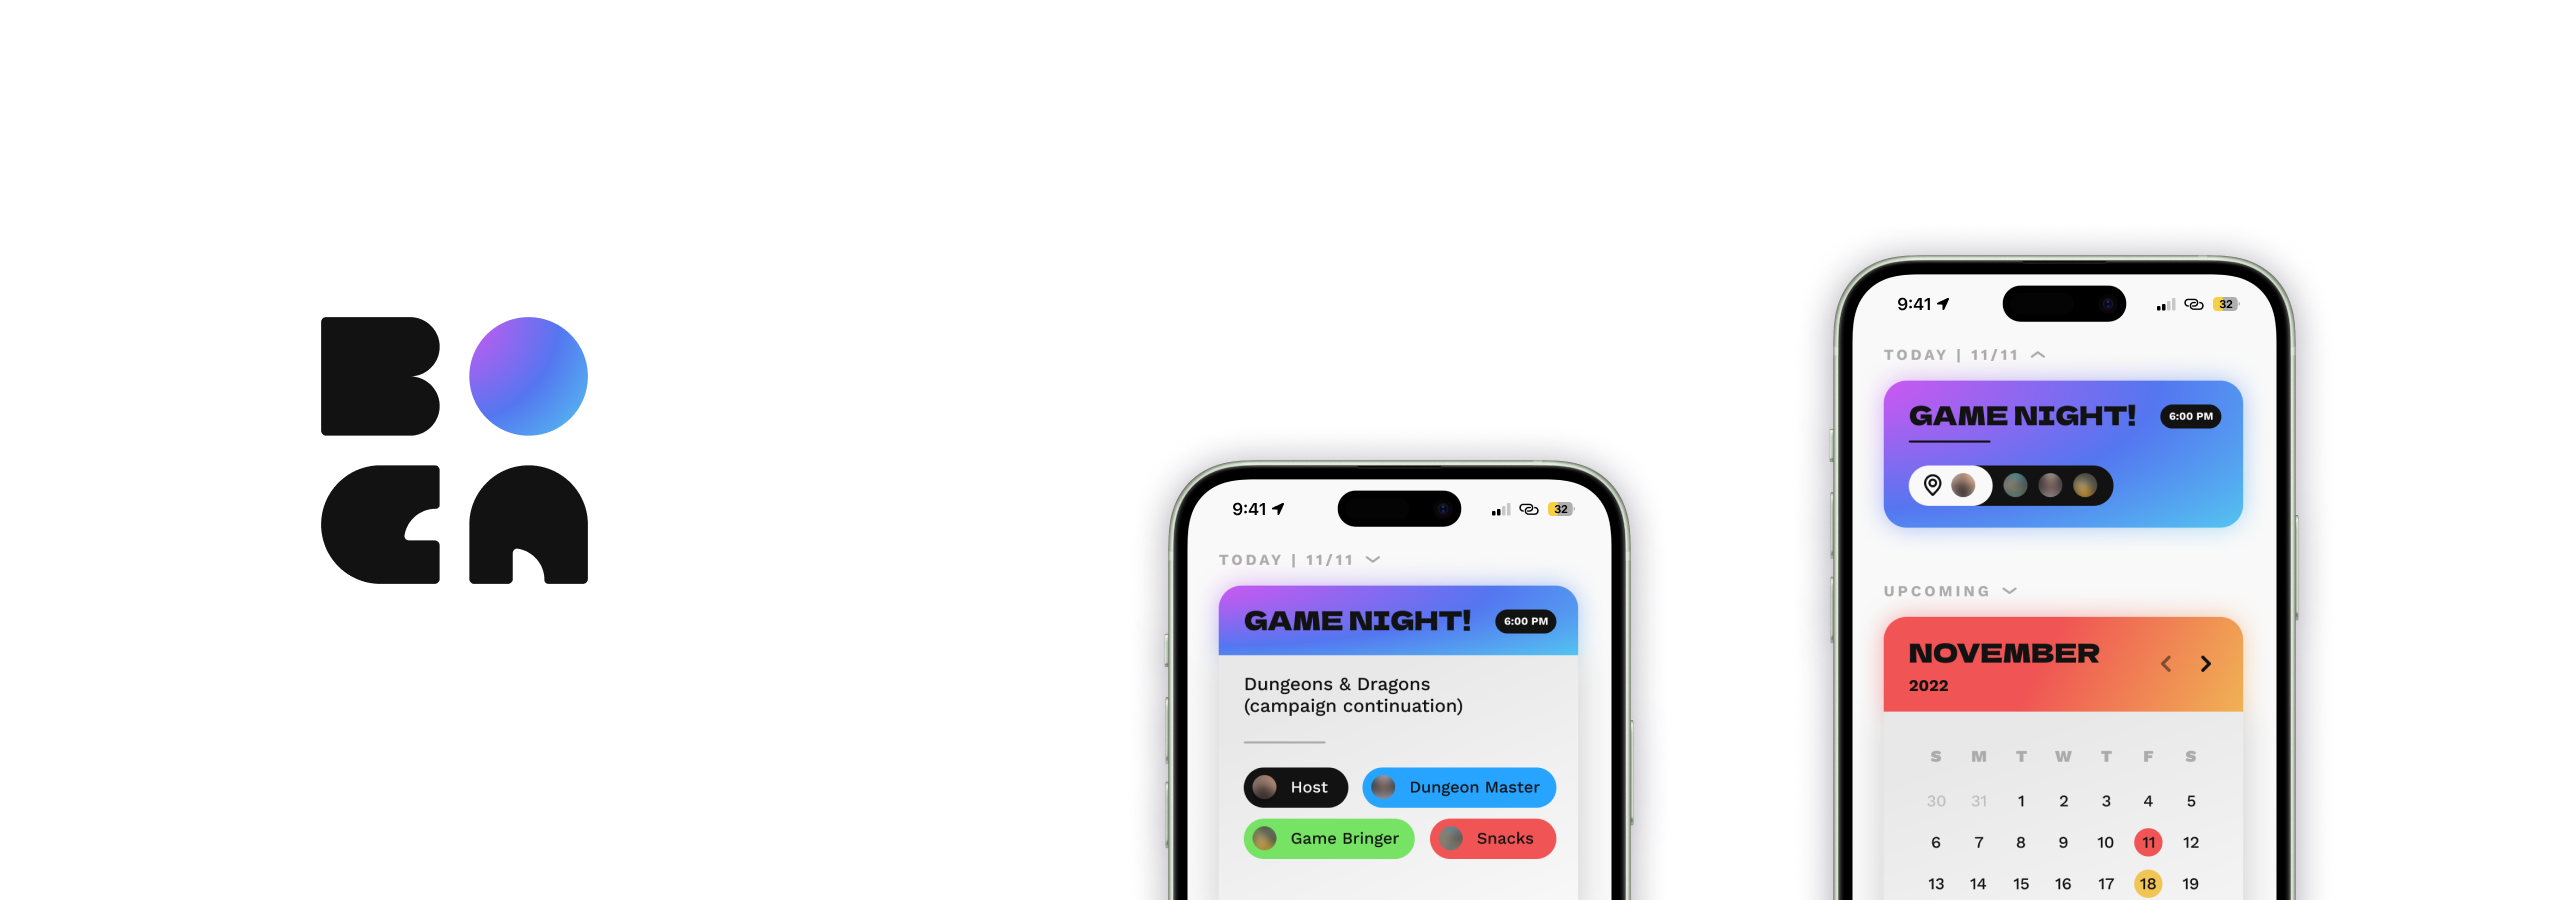 BOCA
9:41
32
TODAY | 11/11
GAME NIGHT!
6:00 PM
Dungeons & Dragons
(campaign continuation)
Host
Dungeon Master
Game Bringer
Snacks
9:41
32
TODAY | 11/11
GAME NIGHT!
6:00 PM
UPCOMING
NOVEMBER
2022
S M T W T F S
30 31 1 2 3 4 5
6 7 8 9 10 11 12
13 14 15 16 17 18 19